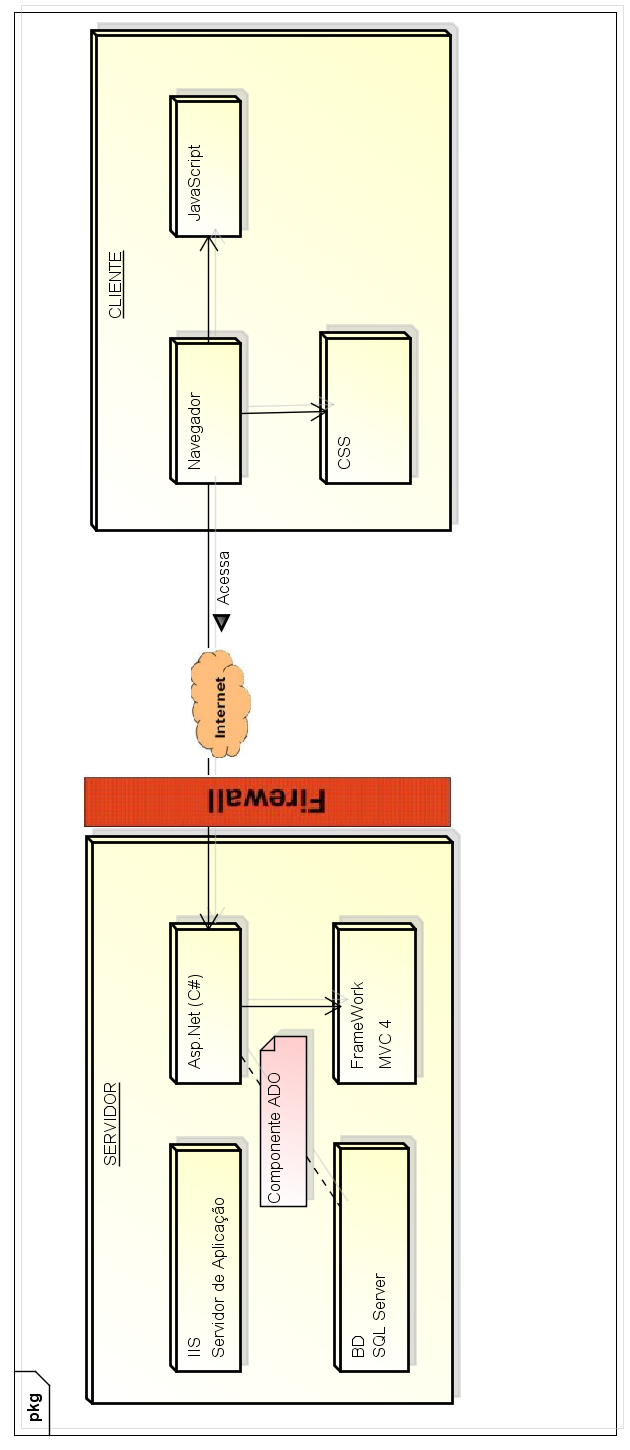 pkg
SERVIDOR
IIS
Servidor de Aplicação
Asp.Net (C#)
Componente ADO
BD
SQL Server
FrameWork
MVC 4
Firewall
Internet
Acessa
CLIENTE
Navegador
JavaScript
CSS